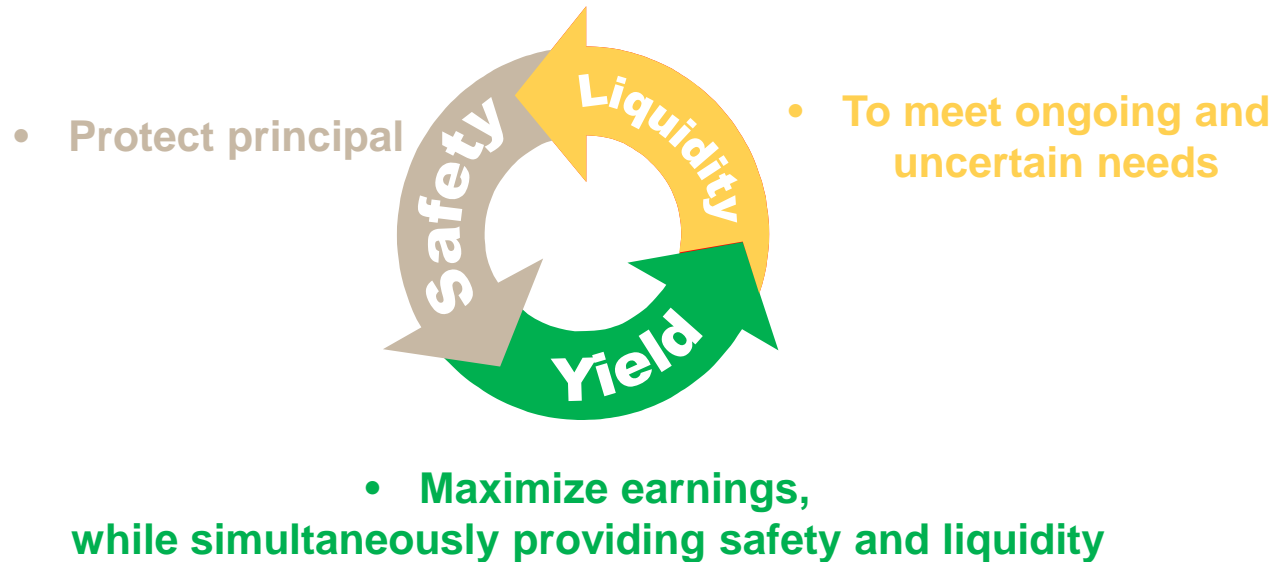 • Protect principal
Safety
Liquidity
• To meet ongoing and
uncertain needs
Yield
• Maximize earnings,
while simultaneously providing safety and liquidity